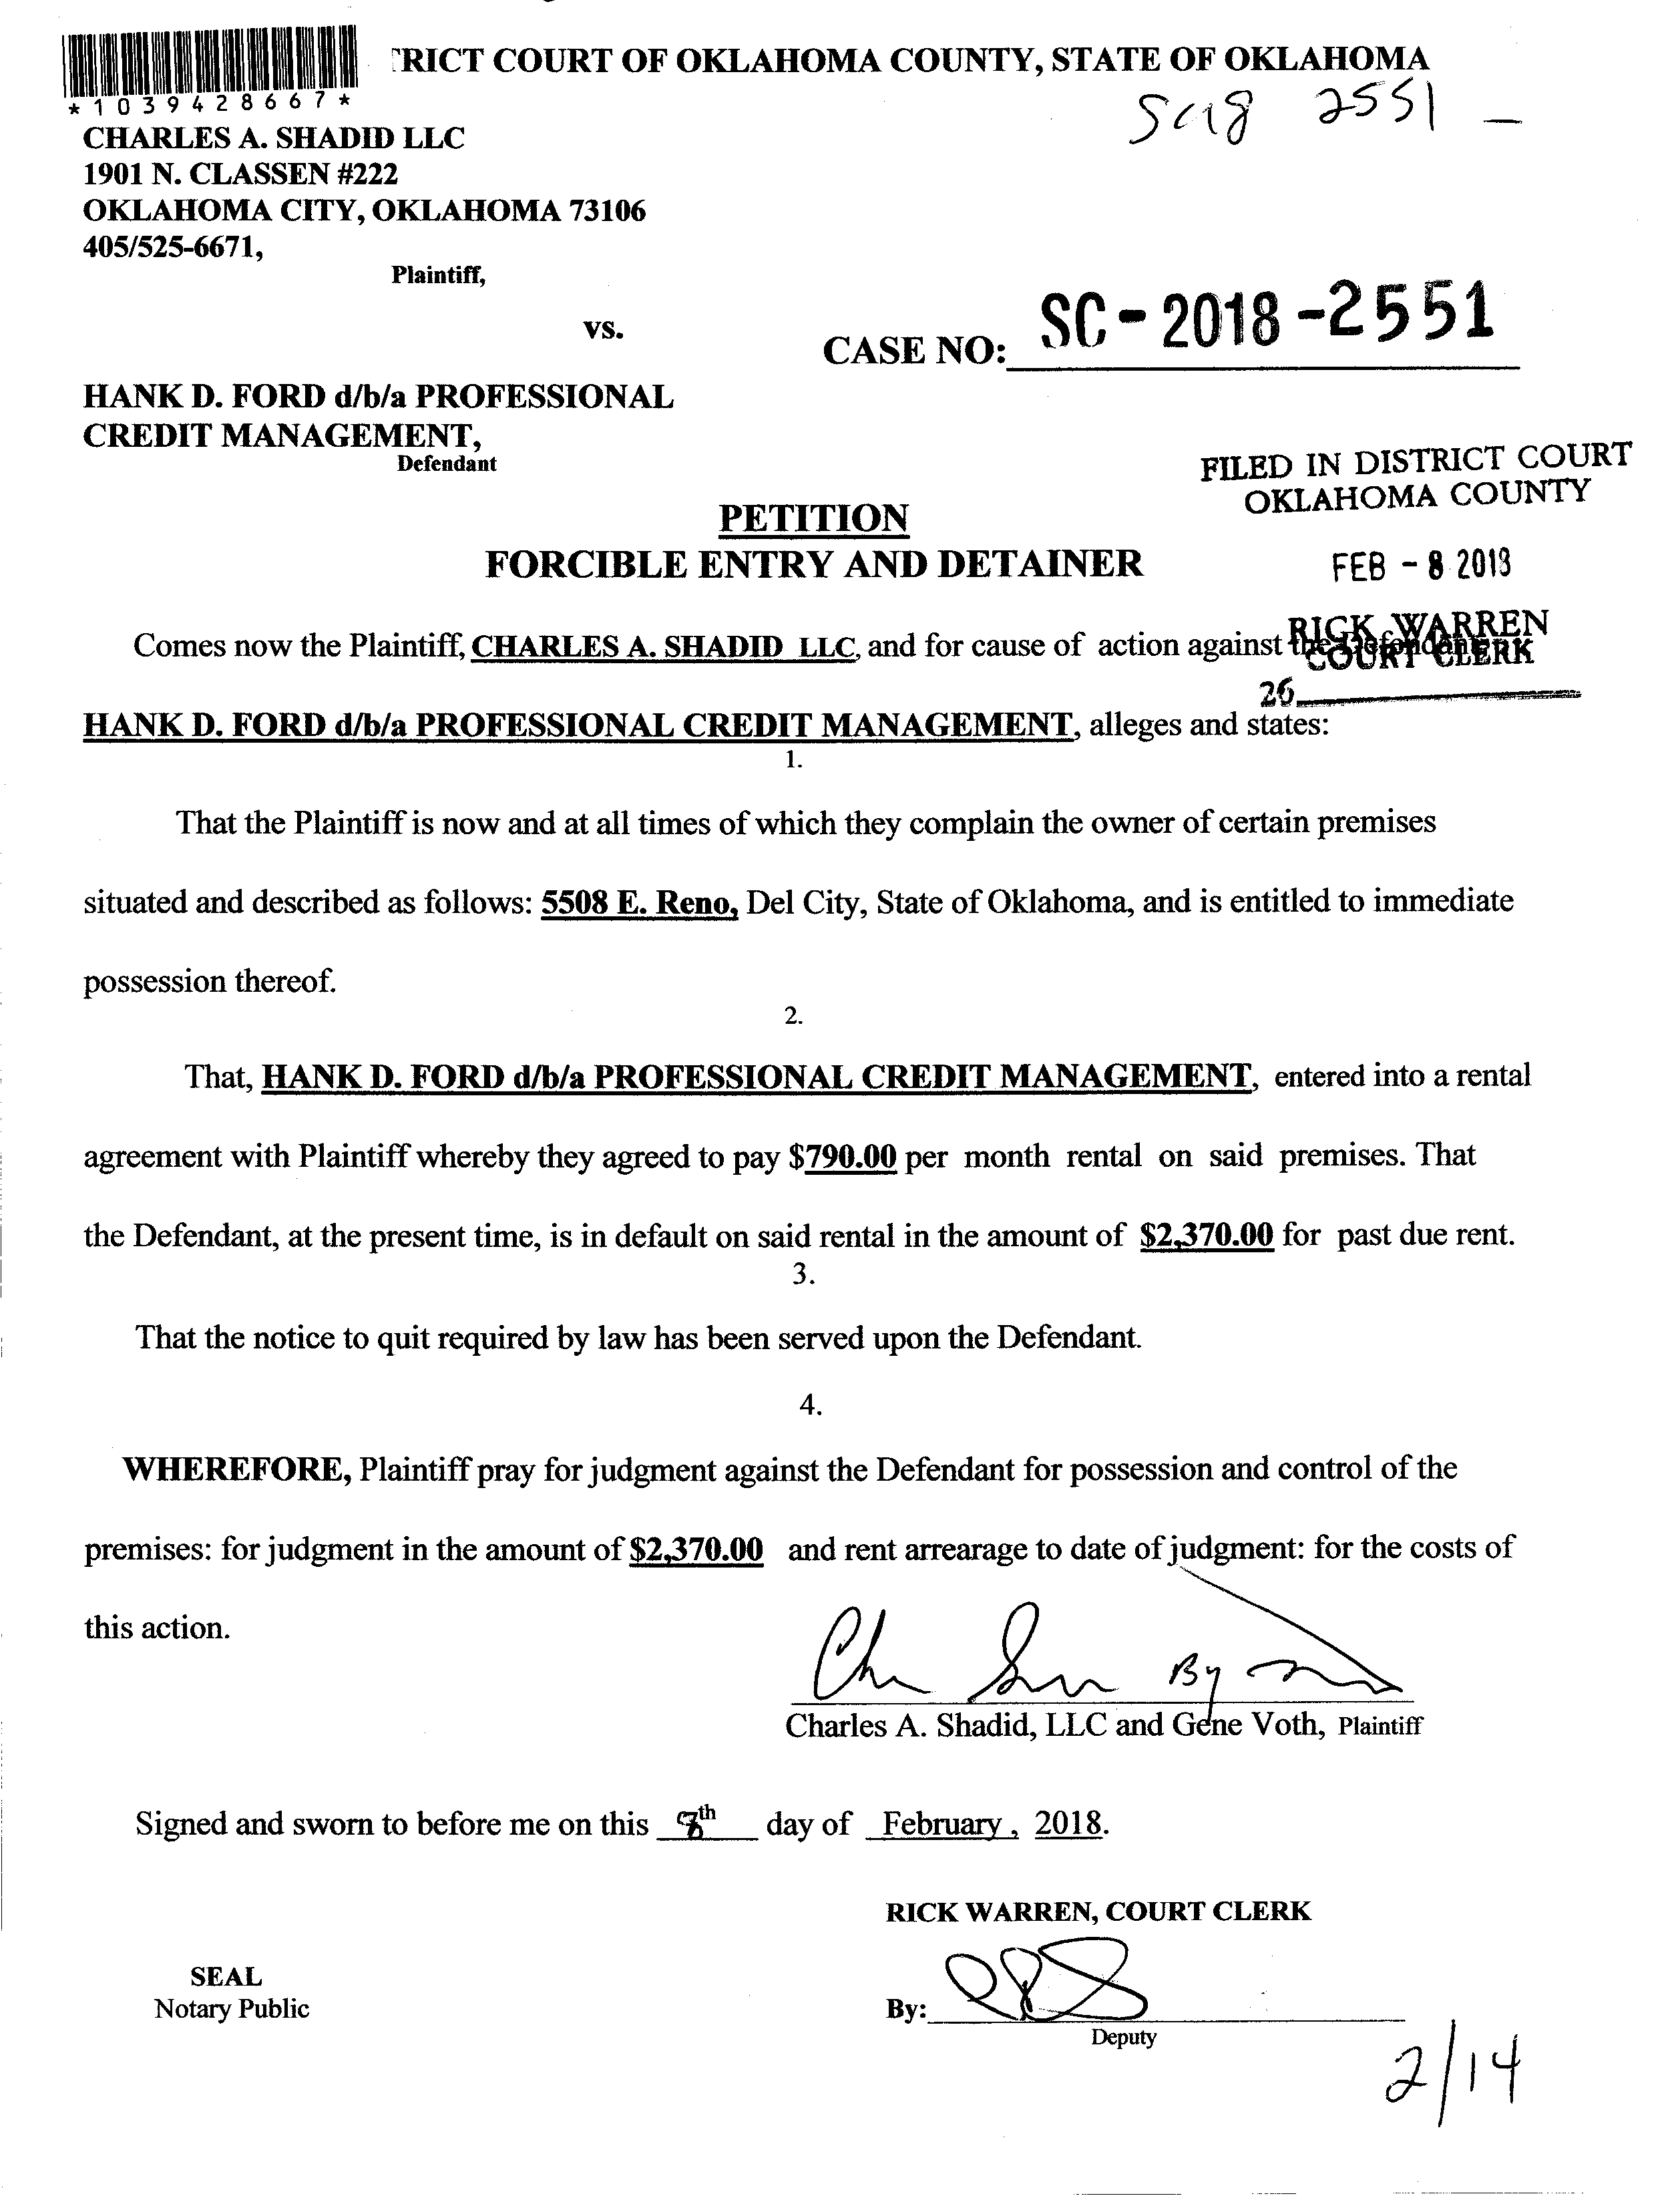 RICT COURT OF OKLAHOMA COUNTY, STATE OF OKLAHOMA
*1039428667*
SC18 2551 —
CHARLES A. SHADID LLC
1901 N. CLASSEN #222
OKLAHOMA CITY, OKLAHOMA 73106
405/525-6671,
Plaintiff,
vs.
CASE NO: SC-2018-2551
HANK D. FORD d/b/a PROFESSIONAL
CREDIT MANAGEMENT,
Defendant
FILED IN DISTRICT COURT
OKLAHOMA COUNTY
PETITION
FORCIBLE ENTRY AND DETAINER
FEB - 8 2018
RICK WARREN
COURT CLERK
26
Comes now the Plaintiff, CHARLES A. SHADID LLC, and for cause of action against the Defendant
HANK D. FORD d/b/a PROFESSIONAL CREDIT MANAGEMENT, alleges and states:
1.
That the Plaintiff is now and at all times of which they complain the owner of certain premises
situated and described as follows: 5508 E. Reno, Del City, State of Oklahoma, and is entitled to immediate
possession thereof.
2.
That, HANK D. FORD d/b/a PROFESSIONAL CREDIT MANAGEMENT, entered into a rental
agreement with Plaintiff whereby they agreed to pay $790.00 per month rental on said premises. That
the Defendant, at the present time, is in default on said rental in the amount of $2,370.00 for past due rent.
3.
That the notice to quit required by law has been served upon the Defendant.
4.
WHEREFORE, Plaintiff pray for judgment against the Defendant for possession and control of the
premises: for judgment in the amount of $2,370.00 and rent arrearage to date of judgment: for the costs of
this action.
By
Charles A. Shadid, LLC and Gene Voth, Plaintiff
Signed and sworn to before me on this 8th day of February, 2018.
RICK WARREN, COURT CLERK
SEAL
Notary Public
By:
Deputy
2/14